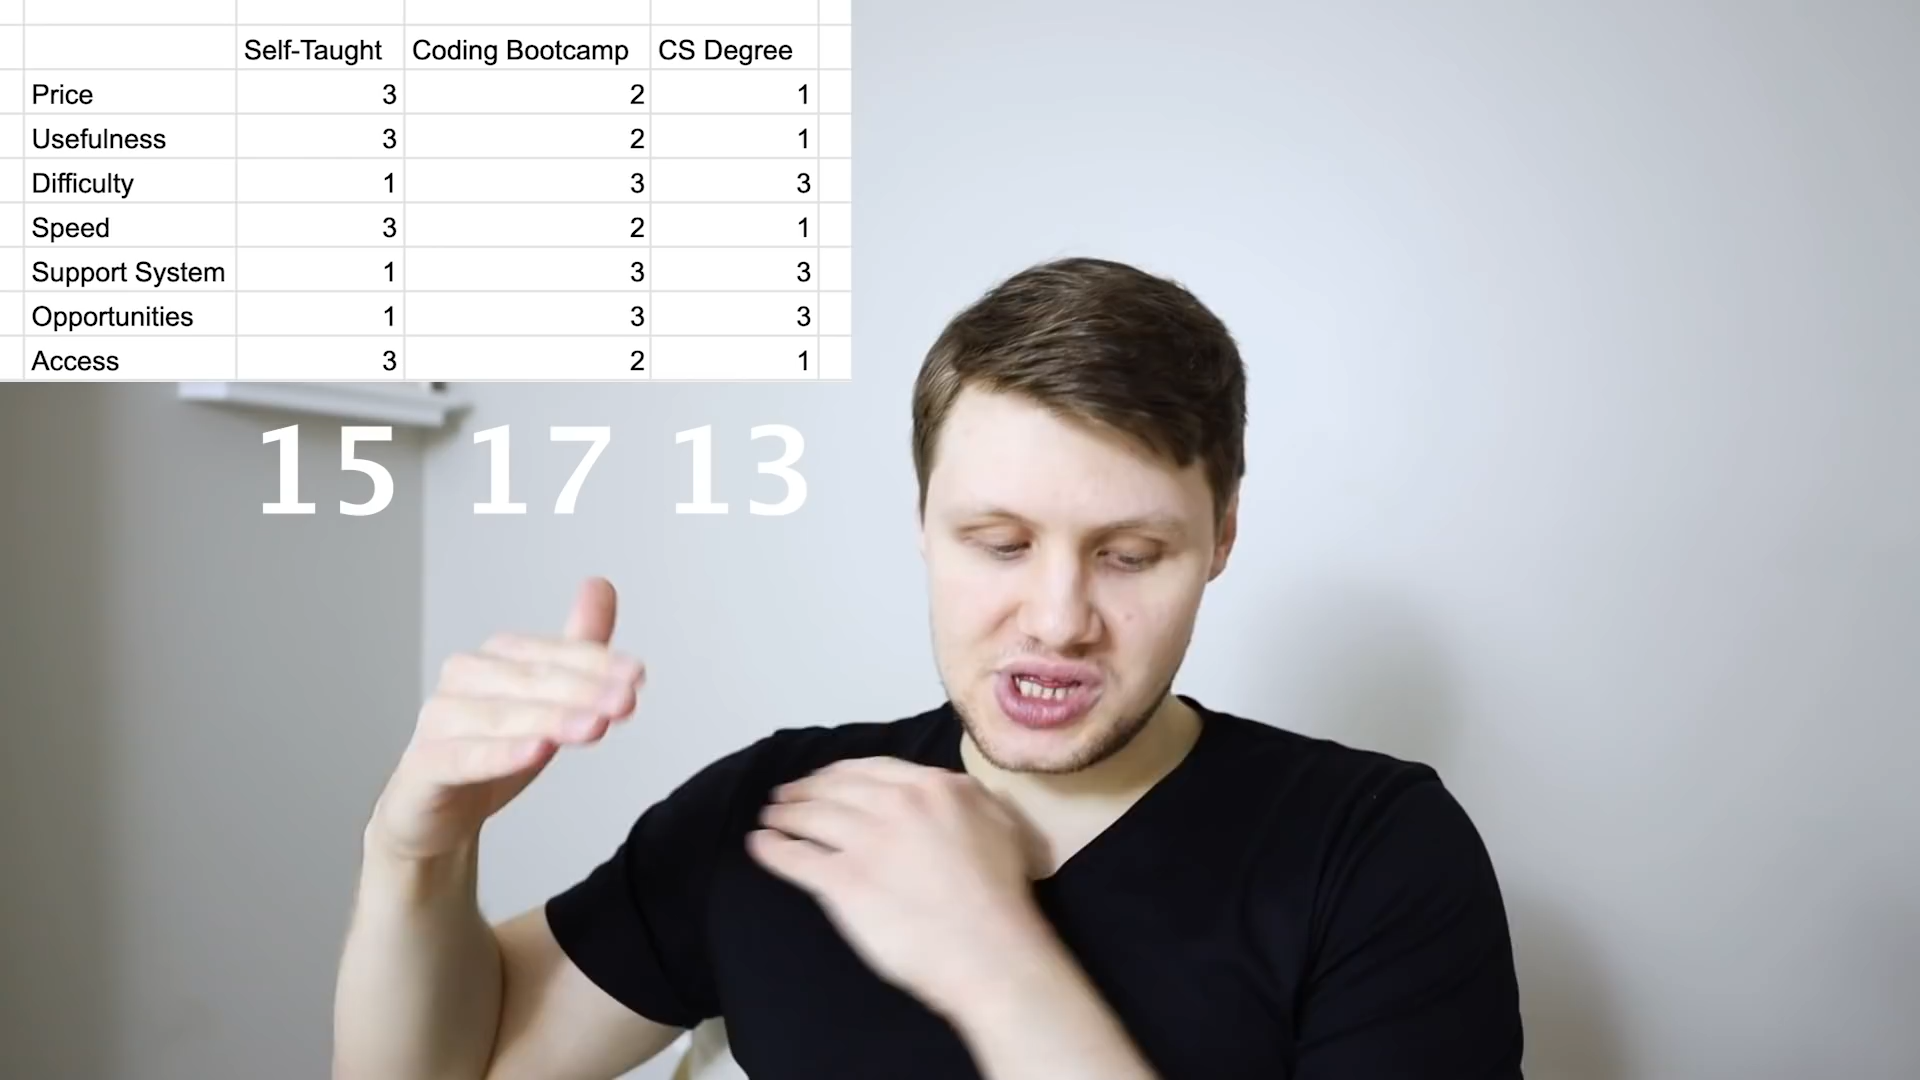 Self-Taught Coding Bootcamp CS Degree
Price 3 2 1
Usefulness 3 2 1
Difficulty 1 3 3
Speed 3 2 1
Support System 1 3 3
Opportunities 1 3 3
Access 3 2 1
15 17 13